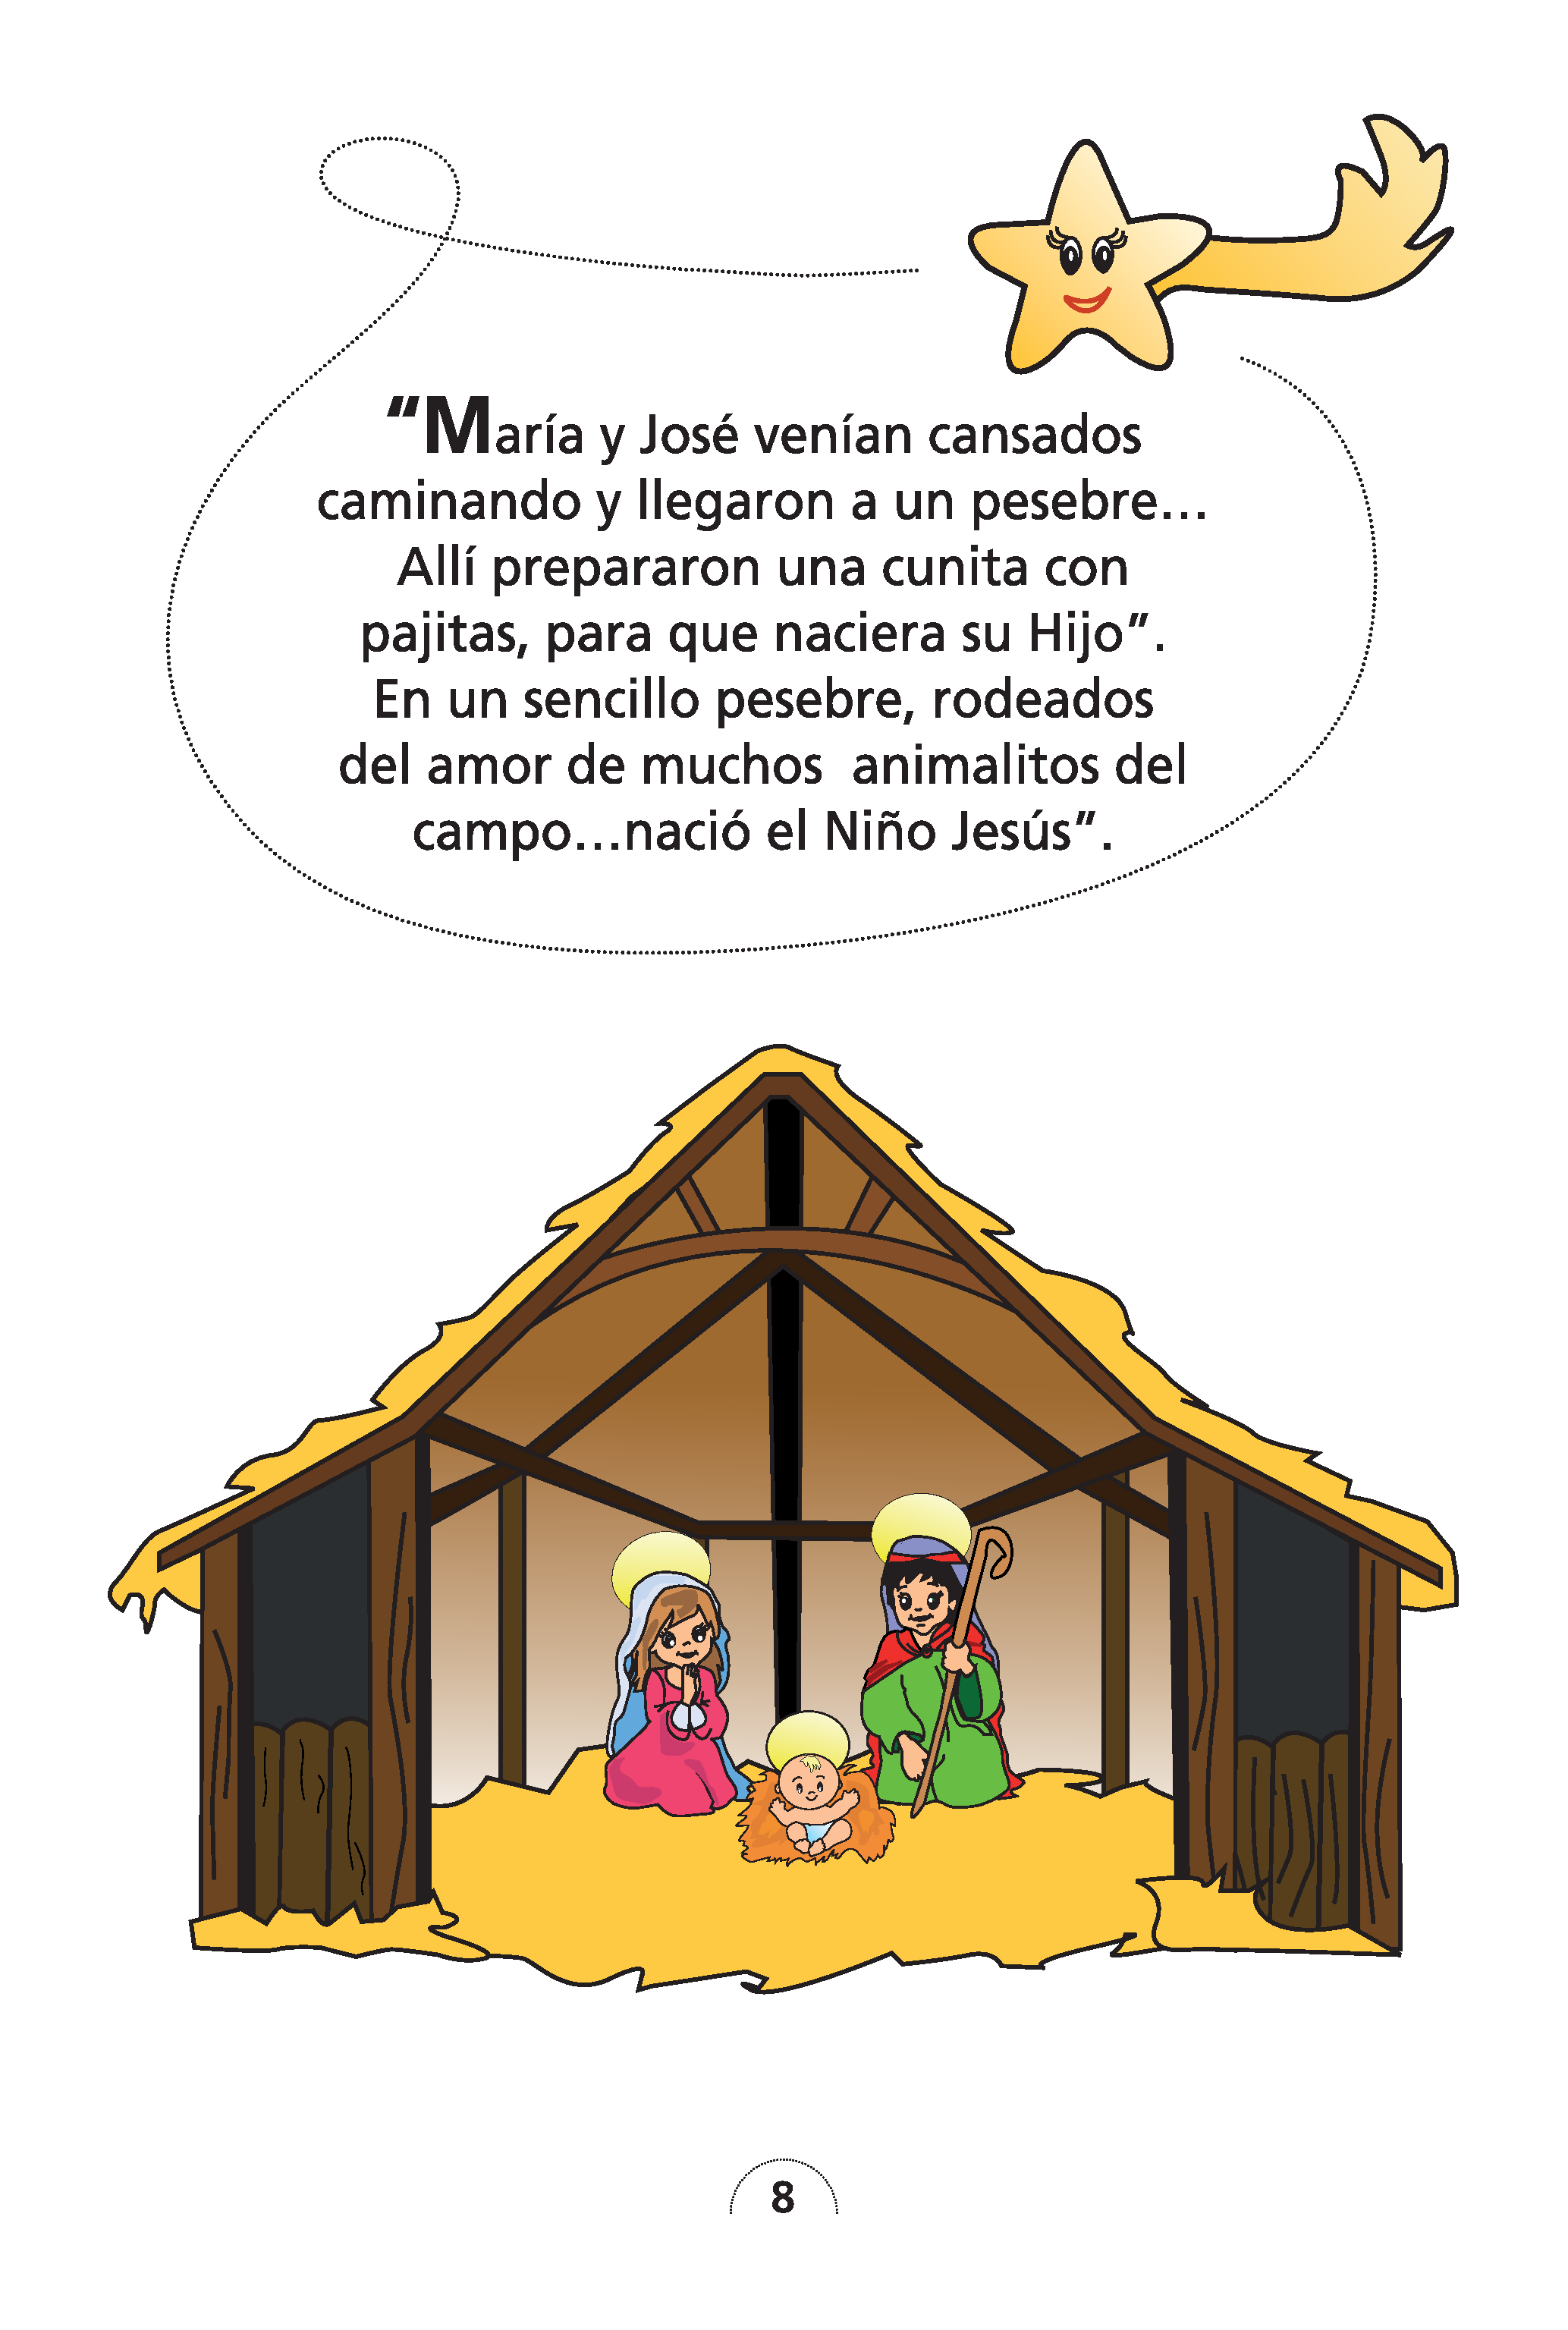 “María y José venían cansados
caminando y llegaron a un pesebre...
Allí prepararon una cunita con
pajitas, para que naciera su Hijo”.
En un sencillo pesebre, rodeados
del amor de muchos animalitos del
campo...nació el Niño Jesús”.
8